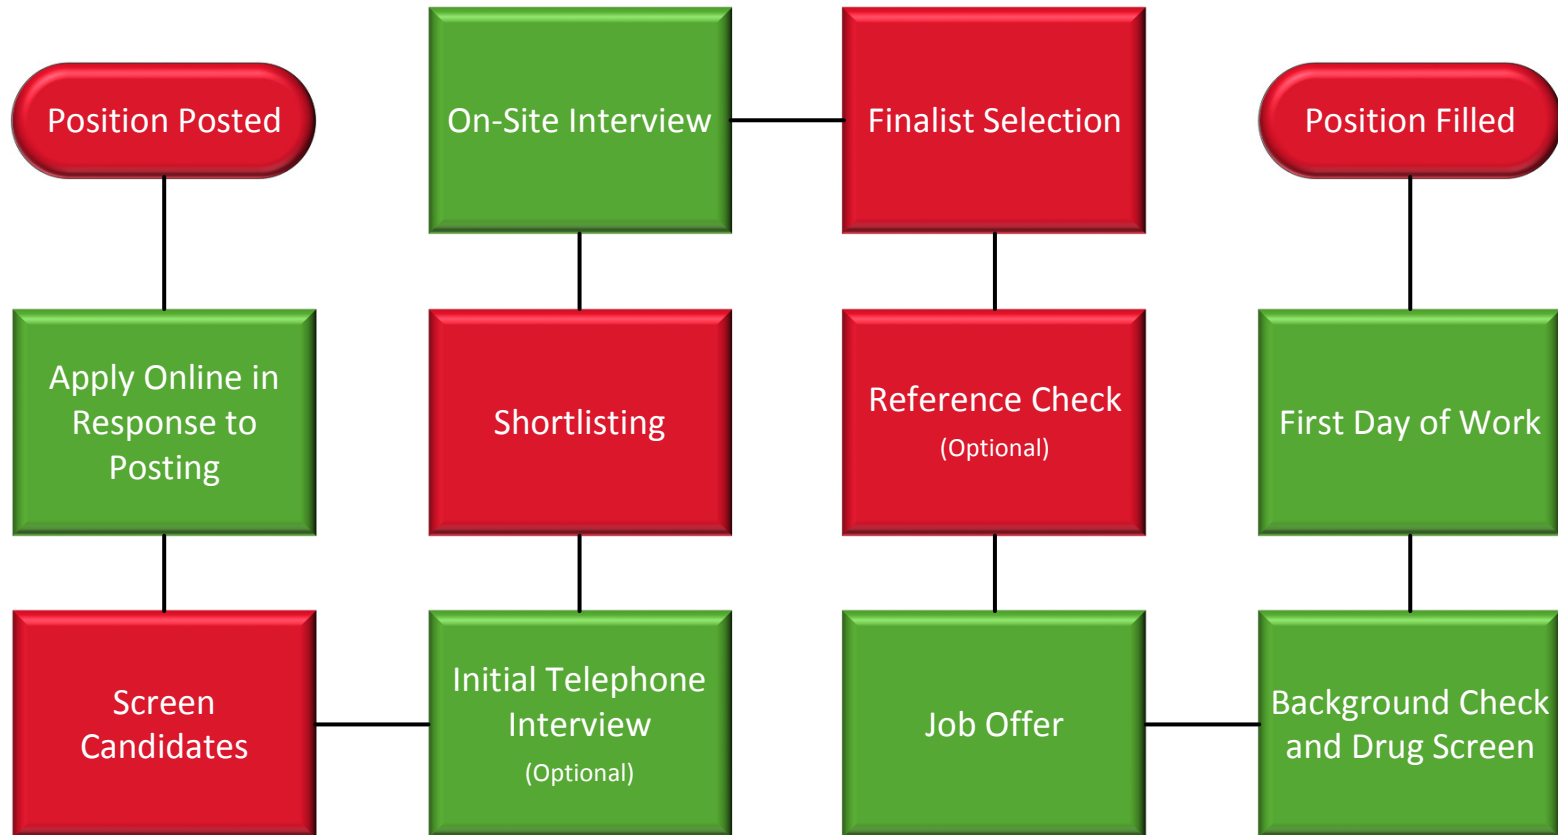 Position Posted
Apply Online in
Response to
Posting
Screen
Candidates
Initial Telephone
Interview
(Optional)
Shortlisting
On-Site Interview
Finalist Selection
Reference Check
(Optional)
Job Offer
Background Check
and Drug Screen
First Day of Work
Position Filled